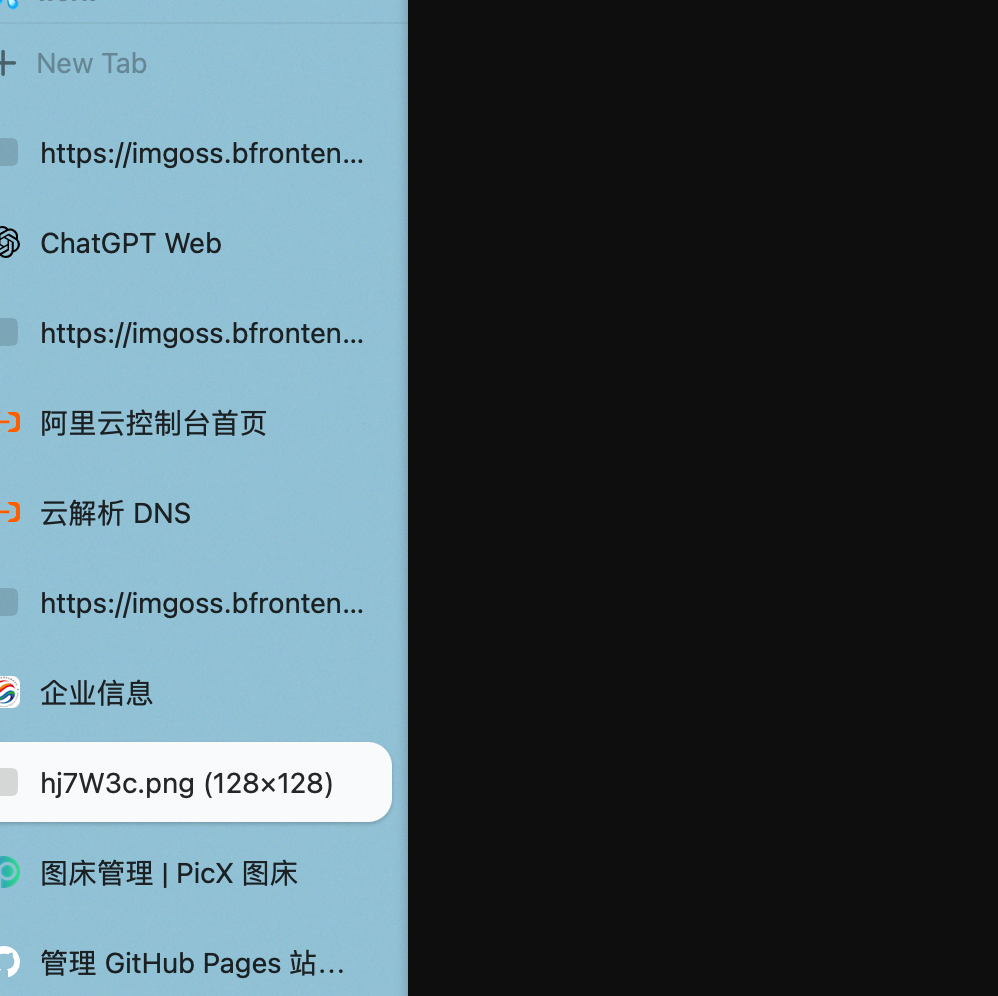 New Tab
https://imgoss.bfronten...
ChatGPT Web
https://imgoss.bfronten...
阿里云控制台首页
云解析 DNS
https://imgoss.bfronten...
企业信息
hj7W3c.png (128×128)
图床管理 | PicX 图床
管理 GitHub Pages 站...